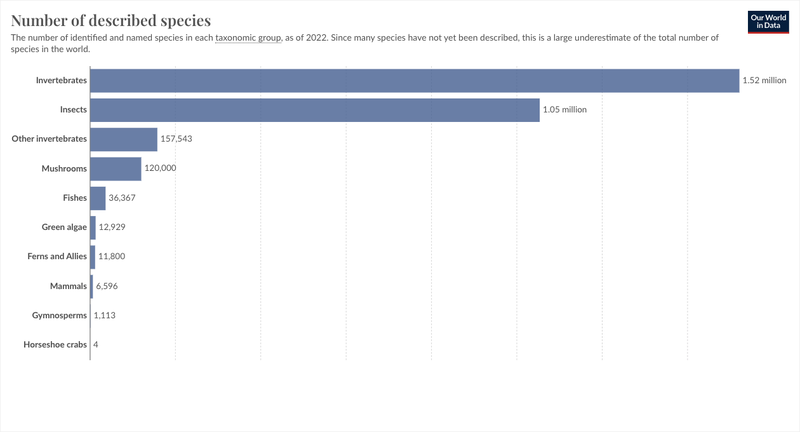 Number of described species
Our World
in Data
The number of identified and named species in each taxonomic group, as of 2022. Since many species have not yet been described, this is a large underestimate of the total number of
species in the world.
Invertebrates 1.52 million
Insects 1.05 million
Other invertebrates 157,543
Mushrooms 120,000
Fishes 36,367
Green algae 12,929
Ferns and Allies 11,800
Mammals 6,596
Gymnosperms 1,113
Horseshoe crabs 4